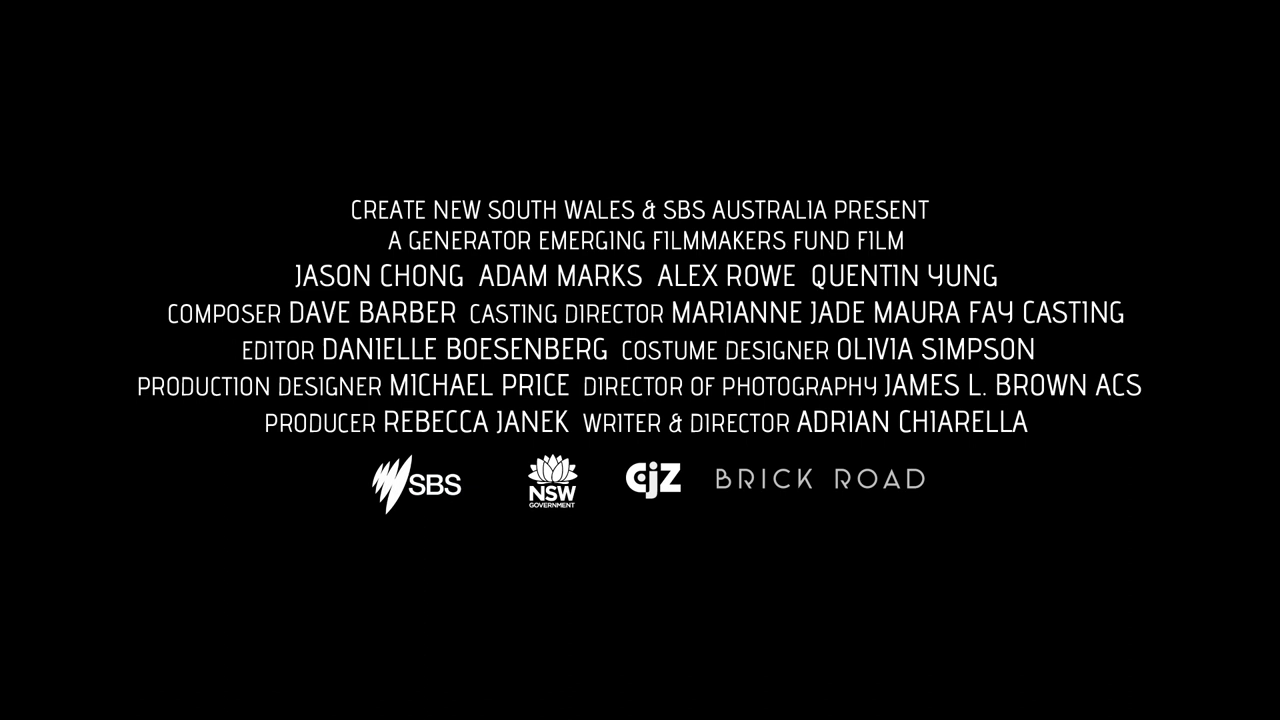 CREATE NEW SOUTH WALES & SBS AUSTRALIA PRESENT
A GENERATOR EMERGING FILMMAKERS FUND FILM
JASON CHONG ADAM MARKS ALEX ROWE QUENTIN YUNG
COMPOSER DAVE BARBER CASTING DIRECTOR MARIANNE JADE MAURA FAY CASTING
EDITOR DANIELLE BOESENBERG COSTUME DESIGNER OLIVIA SIMPSON
PRODUCTION DESIGNER MICHAEL PRICE DIRECTOR OF PHOTOGRAPHY JAMES L. BROWN ACS
PRODUCER REBECCA JANEK WRITER & DIRECTOR ADRIAN CHIARELLA
SBS
NSW
GOVERNMENT
CJZ
BRICK ROAD